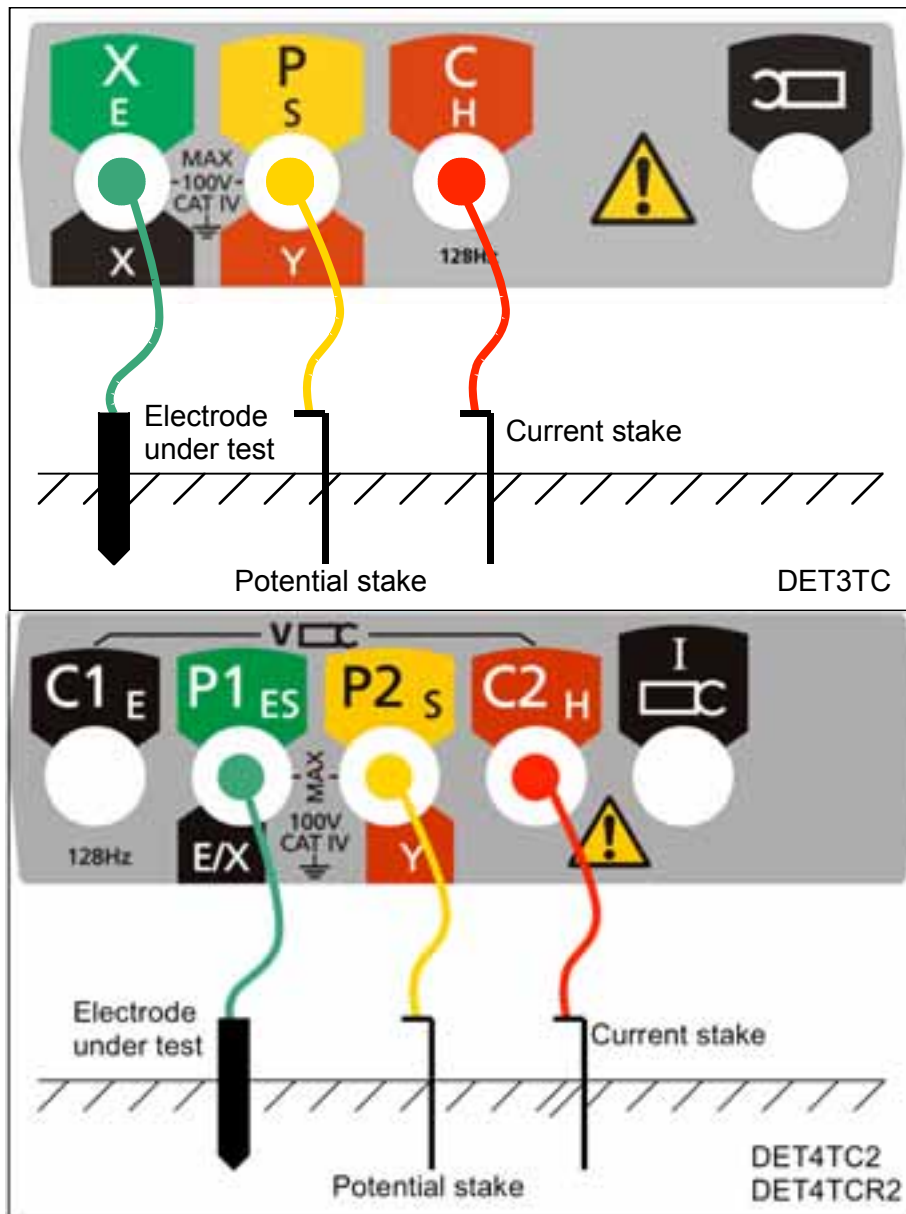 X P C
E S H
MAX
100V
CAT IV
X Y 128Hz
Electrode
under test
Current stake
Potential stake
DET3TC
V
C1 E P1 ES P2 S C2 H I
MAX
100V
CAT IV
128Hz E/X Y
Electrode
under test
Current stake
Potential stake
DET4TC2
DET4TCR2